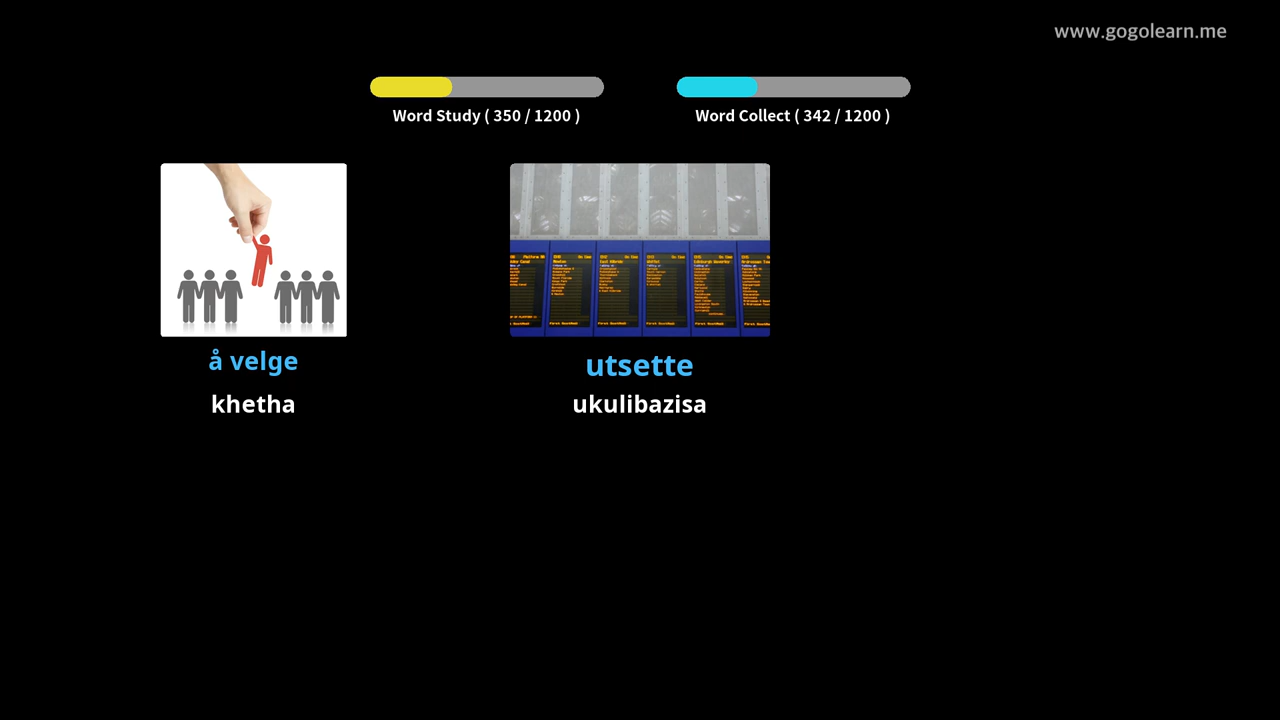 www.gogolearn.me
Word Study ( 350 / 1200 )
Word Collect ( 342 / 1200 )
å velge
utsette
khetha
ukulibazisa